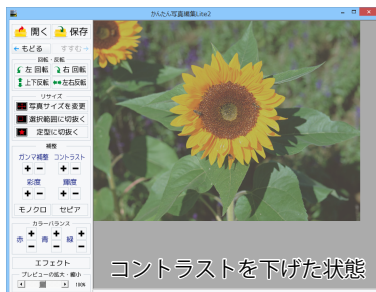 かんたん写真編集Lite2
開く 保存
←もどる すすむ→
回転・反転
左回転 右回転
上下反転 左右反転
リサイズ
写真サイズを変更
選択範囲に切抜く
定型に切抜く
補整
ガンマ補整 コントラスト
+ - + -
彩度 輝度
+ - + -
モノクロ セピア
カラーバランス
赤 + - 青 + - 緑 + -
エフェクト
プレビューの拡大・縮小
100%
コントラストを下げた状態